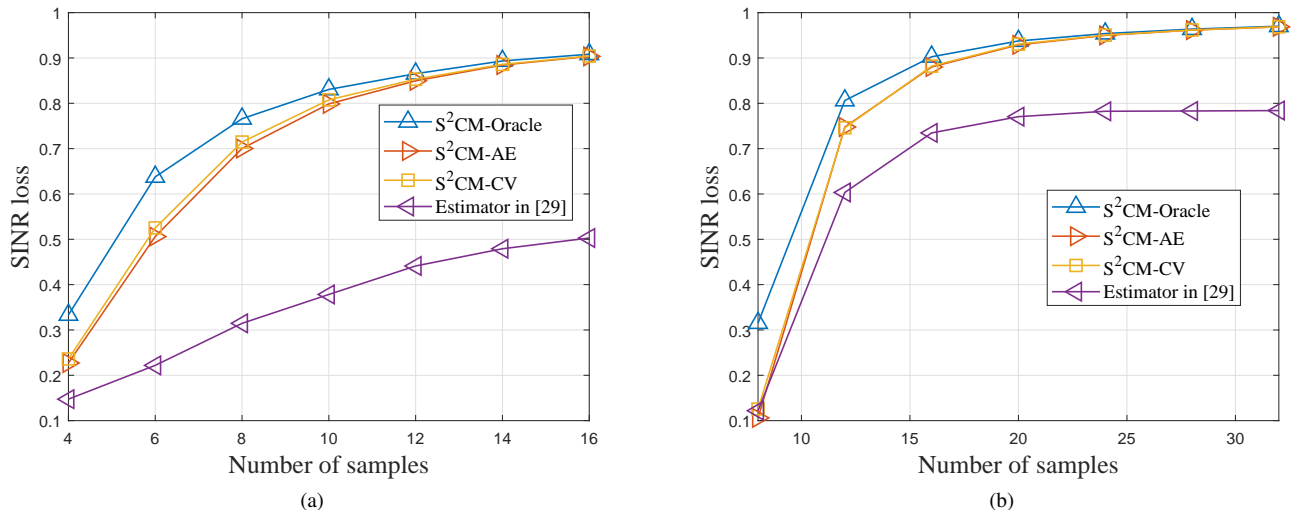 1
0.9
0.8
0.7
0.6
0.5
0.4
0.3
0.2
0.1
SINR loss
4 6 8 10 12 14 16
Number of samples
S²CM-Oracle
S²CM-AE
S²CM-CV
Estimator in [29]
(a)
1
0.9
0.8
0.7
0.6
0.5
0.4
0.3
0.2
0.1
SINR loss
10 15 20 25 30
Number of samples
S²CM-Oracle
S²CM-AE
S²CM-CV
Estimator in [29]
(b)